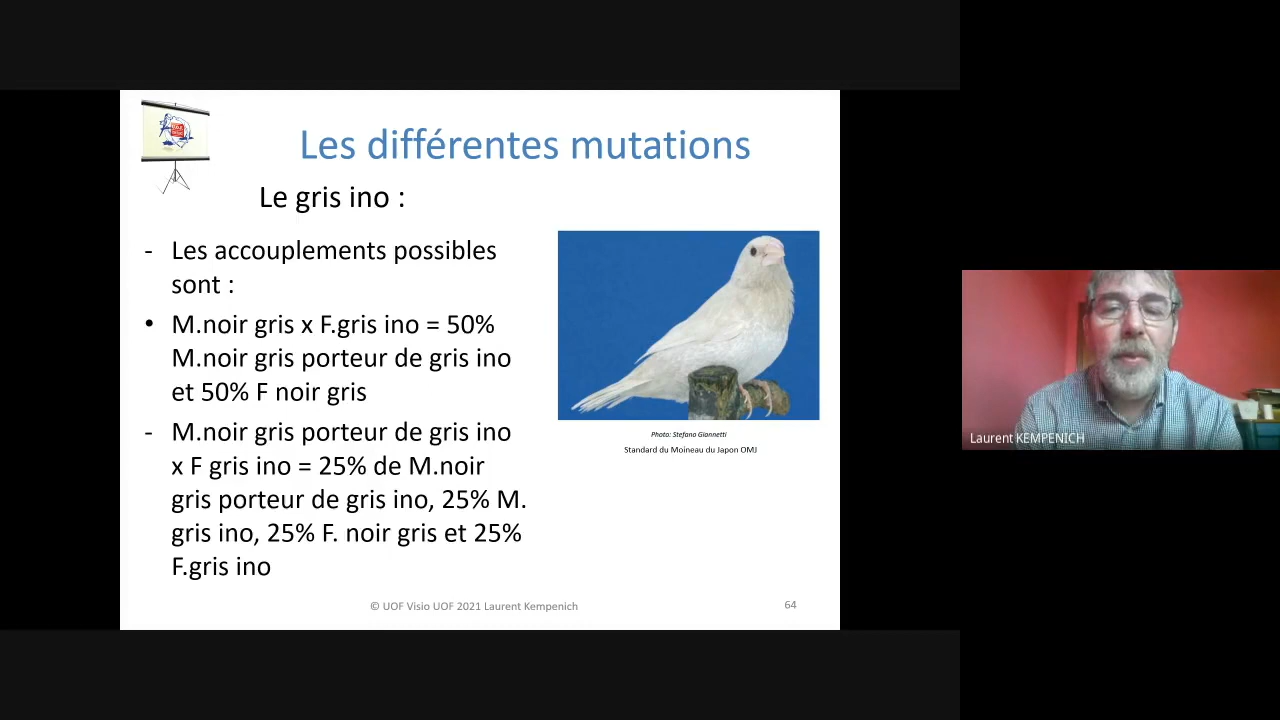 Les différentes mutations
Le gris ino :
- Les accouplements possibles
sont :
• M.noir gris x F.gris ino = 50%
M.noir gris porteur de gris ino
et 50% F noir gris
- M.noir gris porteur de gris ino
x F gris ino = 25% de M.noir
gris porteur de gris ino, 25% M.
gris ino, 25% F. noir gris et 25%
F.gris ino
Photo: Stefano Giannetti
Standard du Moineau du Japon OMJ
© UOF Visio UOF 2021 Laurent Kempenich
64
Laurent KEMPENICH